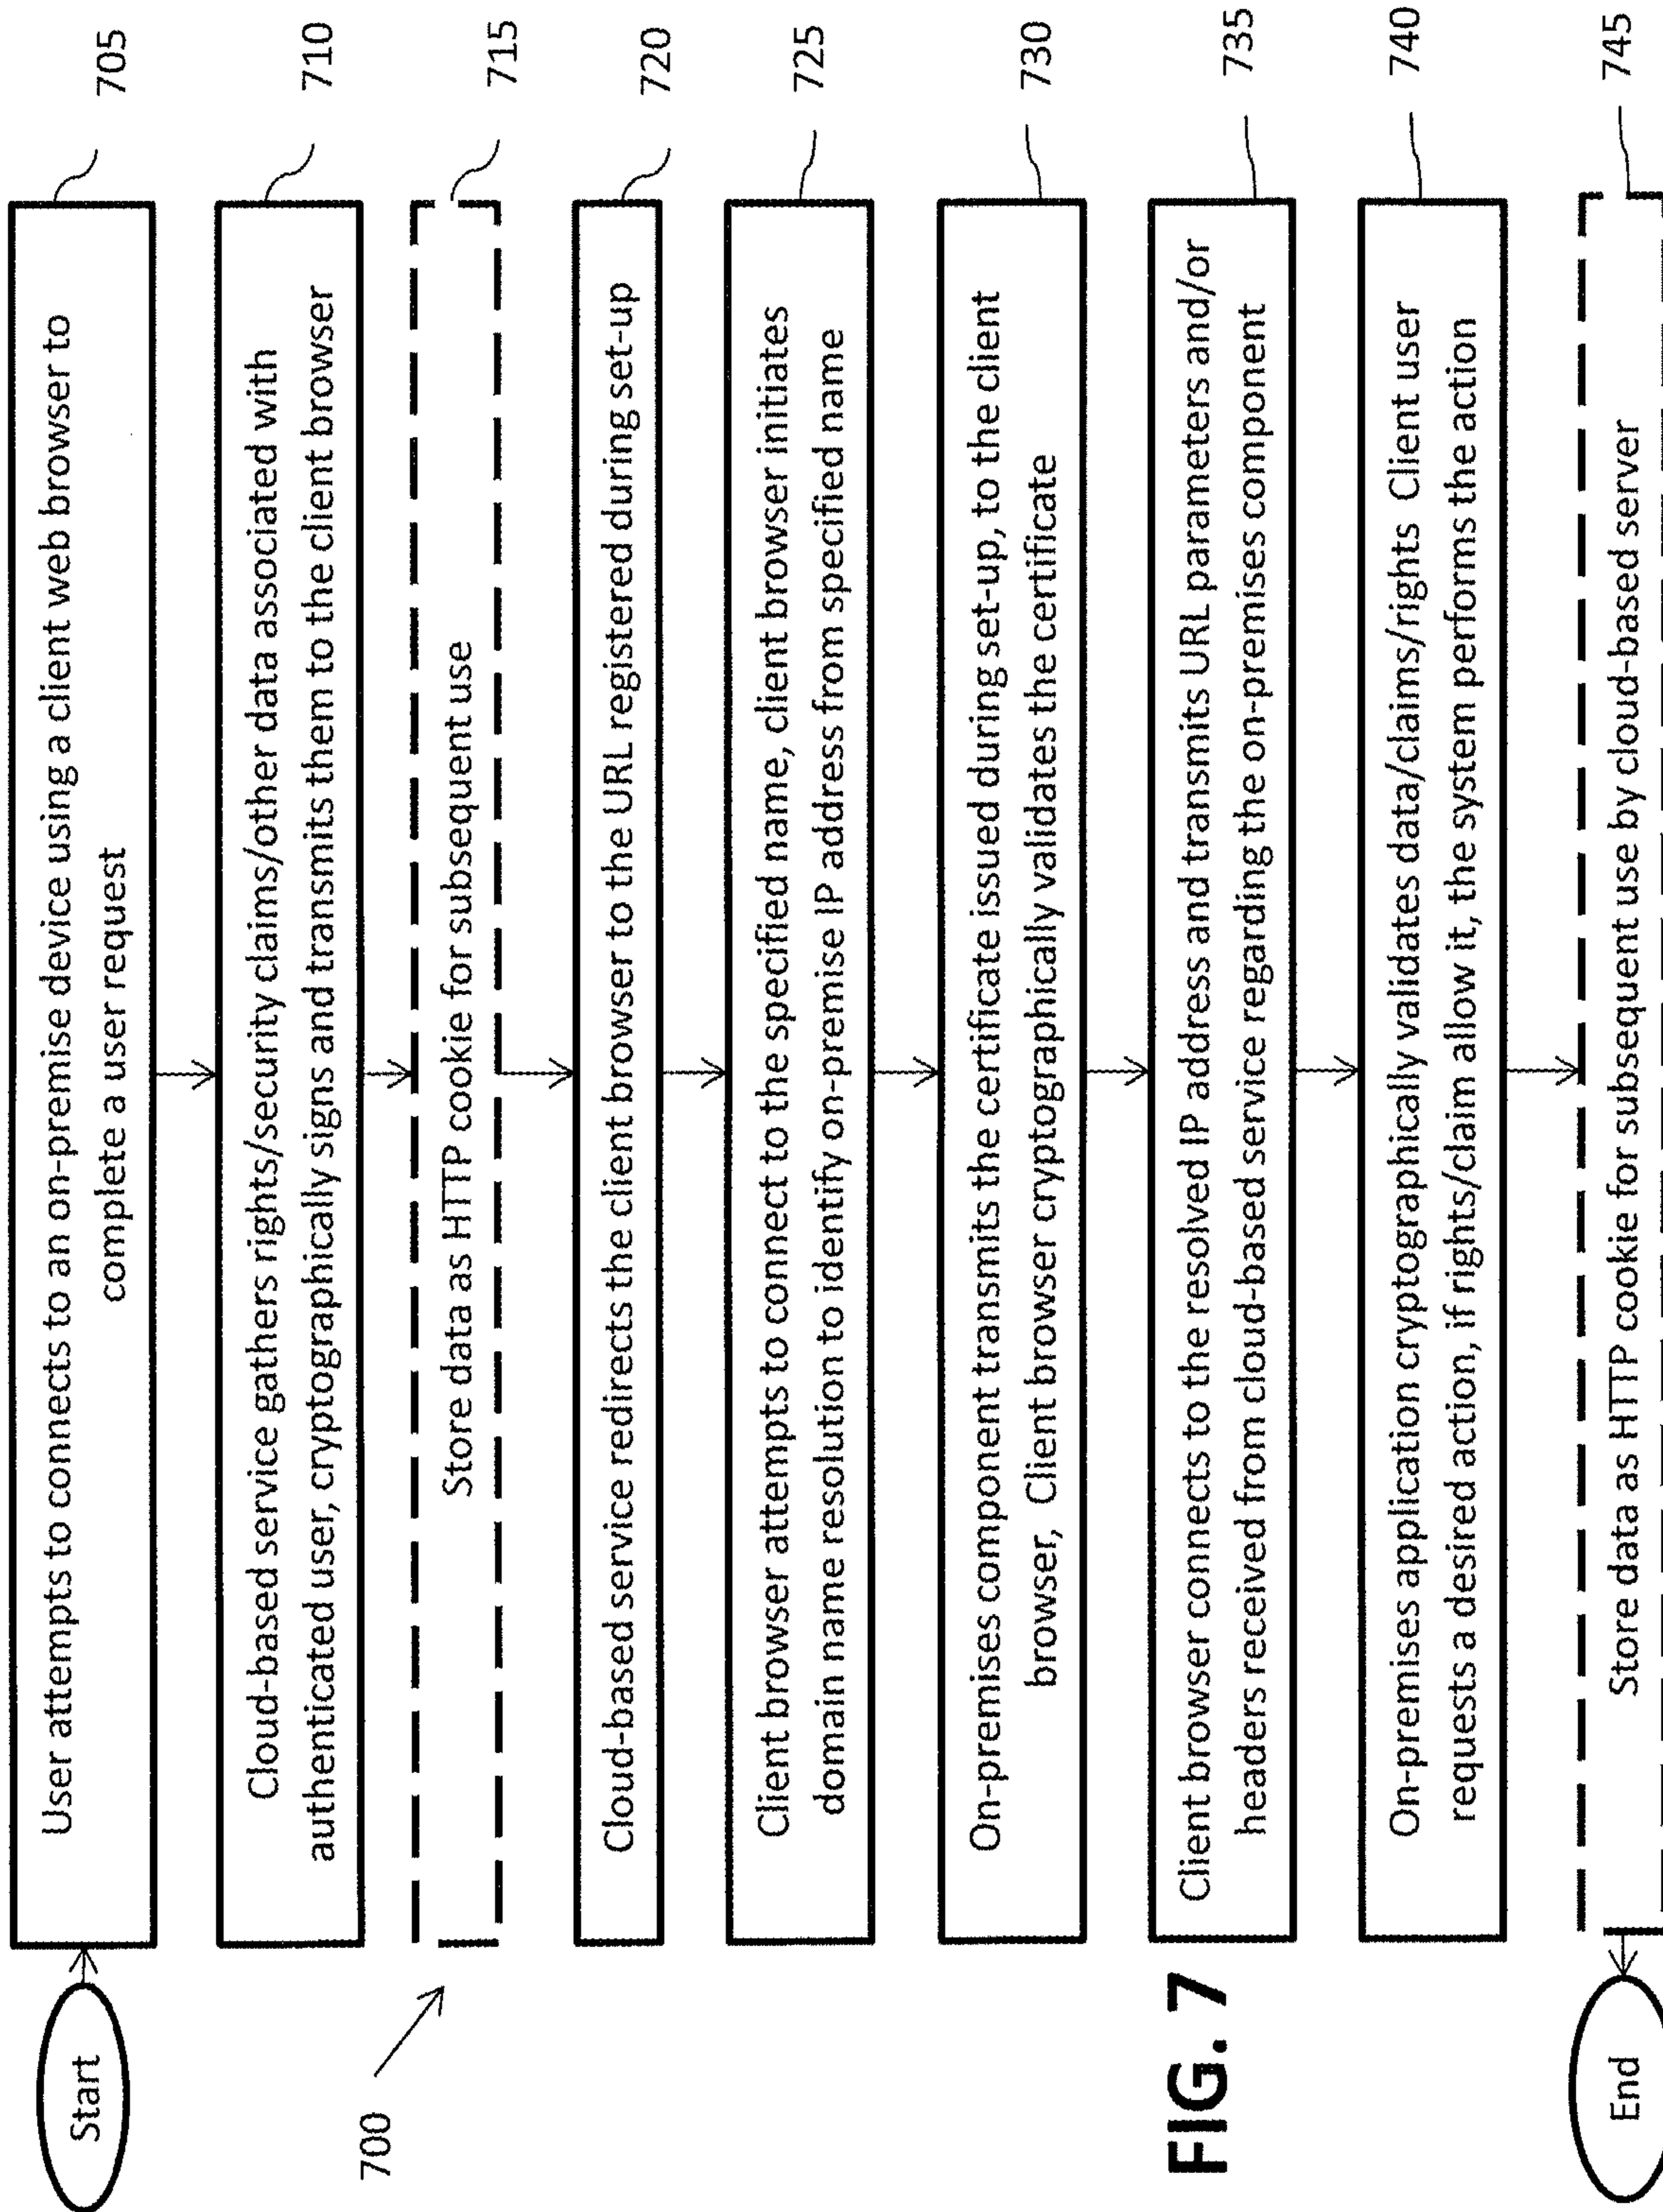 Start
User attempts to connects to an on-premise device using a client web browser to
complete a user request
705
Cloud-based service gathers rights/security claims/other data associated with
authenticated user, cryptographically signs and transmits them to the client browser
710
700
Store data as HTTP cookie for subsequent use
715
Cloud-based service redirects the client browser to the URL registered during set-up
720
Client browser attempts to connect to the specified name, client browser initiates
domain name resolution to identify on-premise IP address from specified name
725
On-premises component transmits the certificate issued during set-up, to the client
browser, Client browser cryptographically validates the certificate
730
Client browser connects to the resolved IP address and transmits URL parameters and/or
headers received from cloud-based service regarding the on-premises component
735
On-premises application cryptographically validates data/claims/rights Client user
requests a desired action, if rights/claim allow it, the system performs the action
740
Store data as HTTP cookie for subsequent use by cloud-based server
745
End
FIG. 7